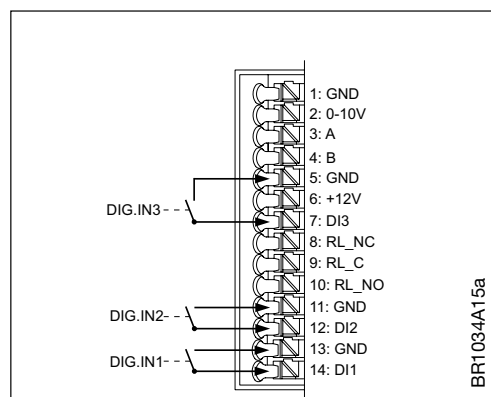 1: GND
2: 0-10V
3: A
4: B
5: GND
6: +12V
DIG.IN3
7: DI3
8: RL_NC
9: RL_C
10: RL_NO
11: GND
DIG.IN2
12: DI2
13: GND
DIG.IN1
14: DI1
BR1034A15a